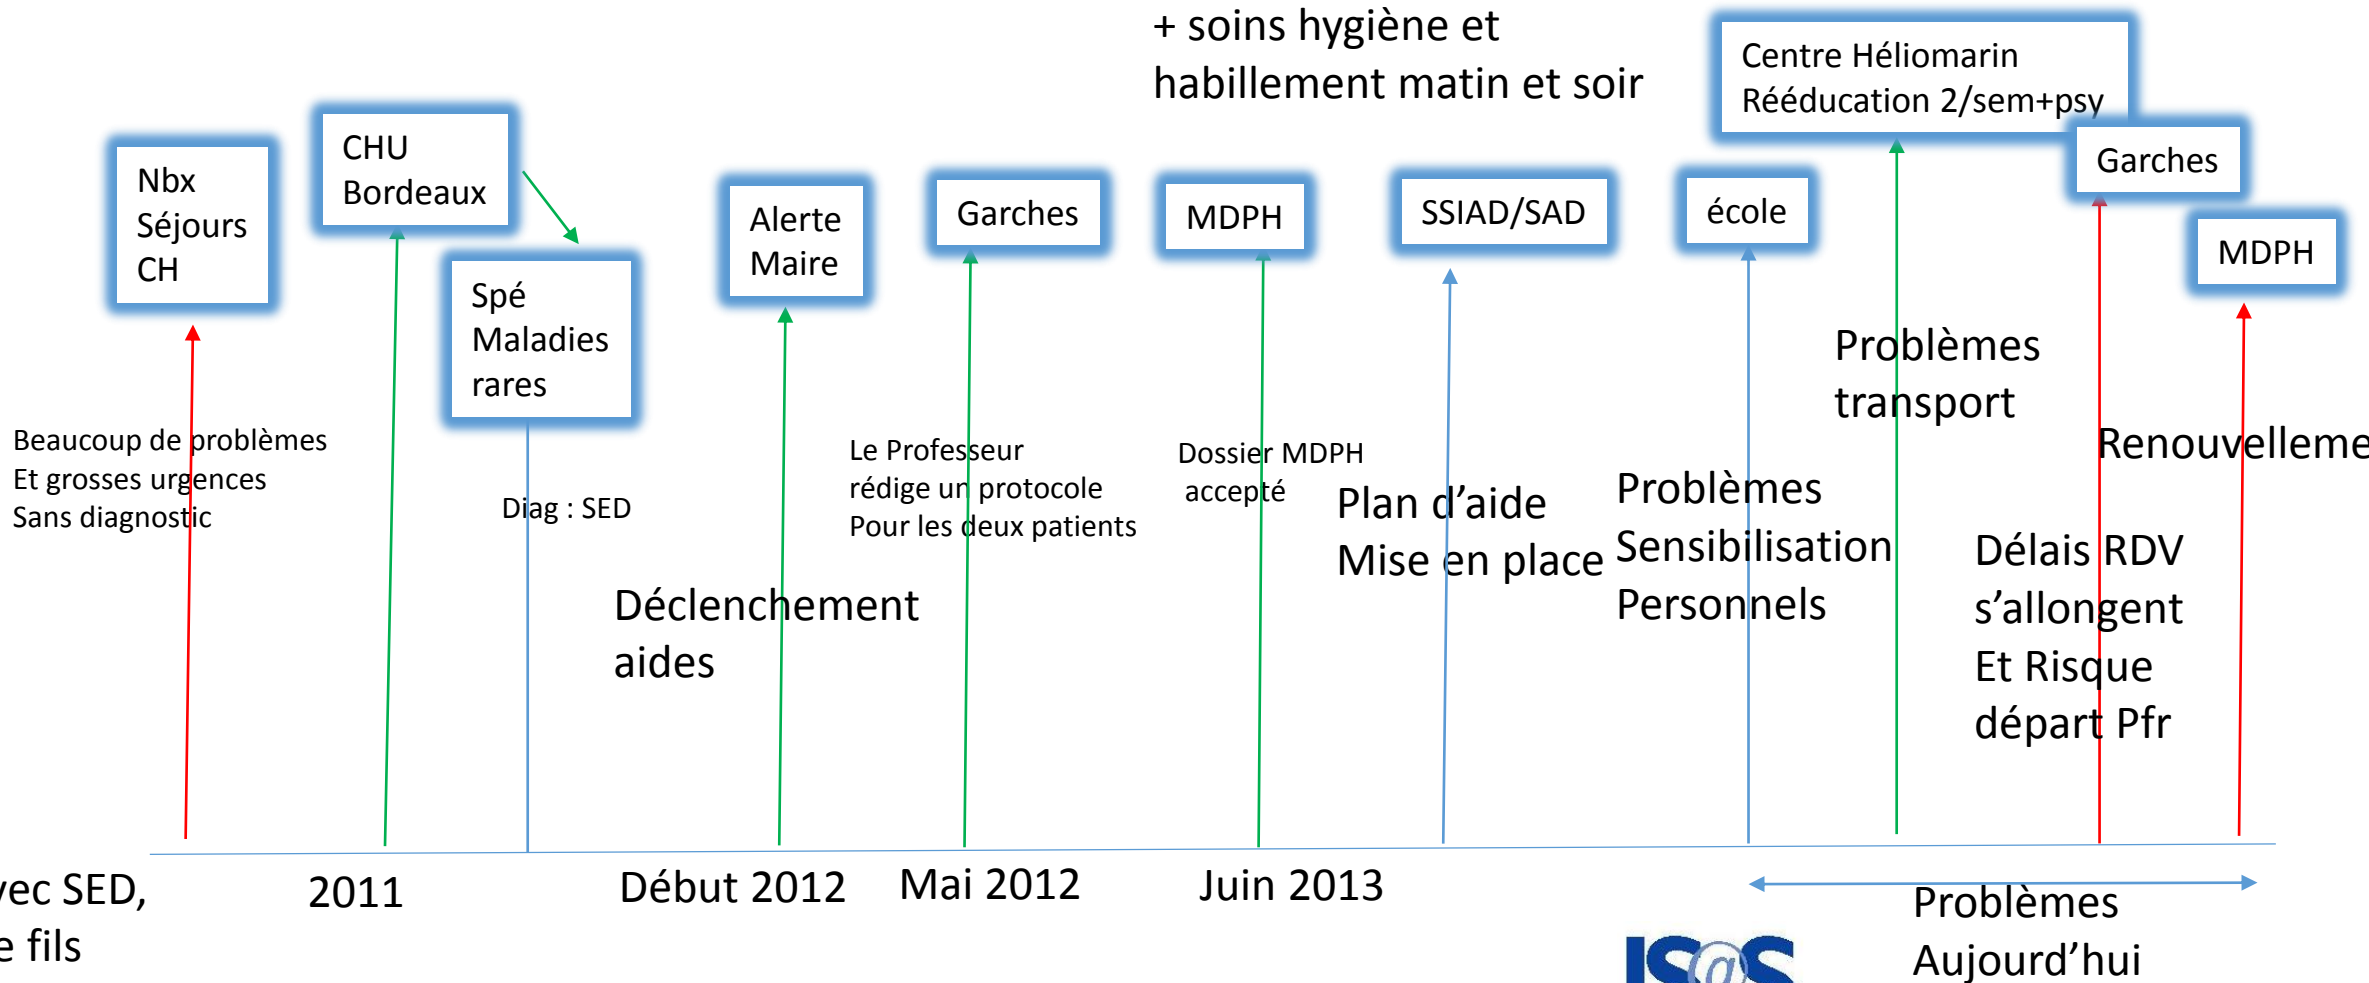 + soins hygiène et
habillement matin et soir
Nbx
Séjours
CH
CHU
Bordeaux
Spé
Maladies
rares
Alerte
Maire
Garches
MDPH
SSIAD/SAD
école
Centre Héliomarin
Rééducation 2/sem+psy
Garches
MDPH
Beaucoup de problèmes
Et grosses urgences
Sans diagnostic
Diag : SED
Déclenchement
aides
Le Professeur
rédige un protocole
Pour les deux patients
Dossier MDPH
accepté
Plan d’aide
Mise en place
Problèmes
Sensibilisation
Personnels
Problèmes
transport
Délais RDV
s’allongent
Et Risque
départ Pfr
Renouvelleme
vec SED,
e fils
2011
Début 2012
Mai 2012
Juin 2013
Problèmes
Aujourd’hui
IS@S